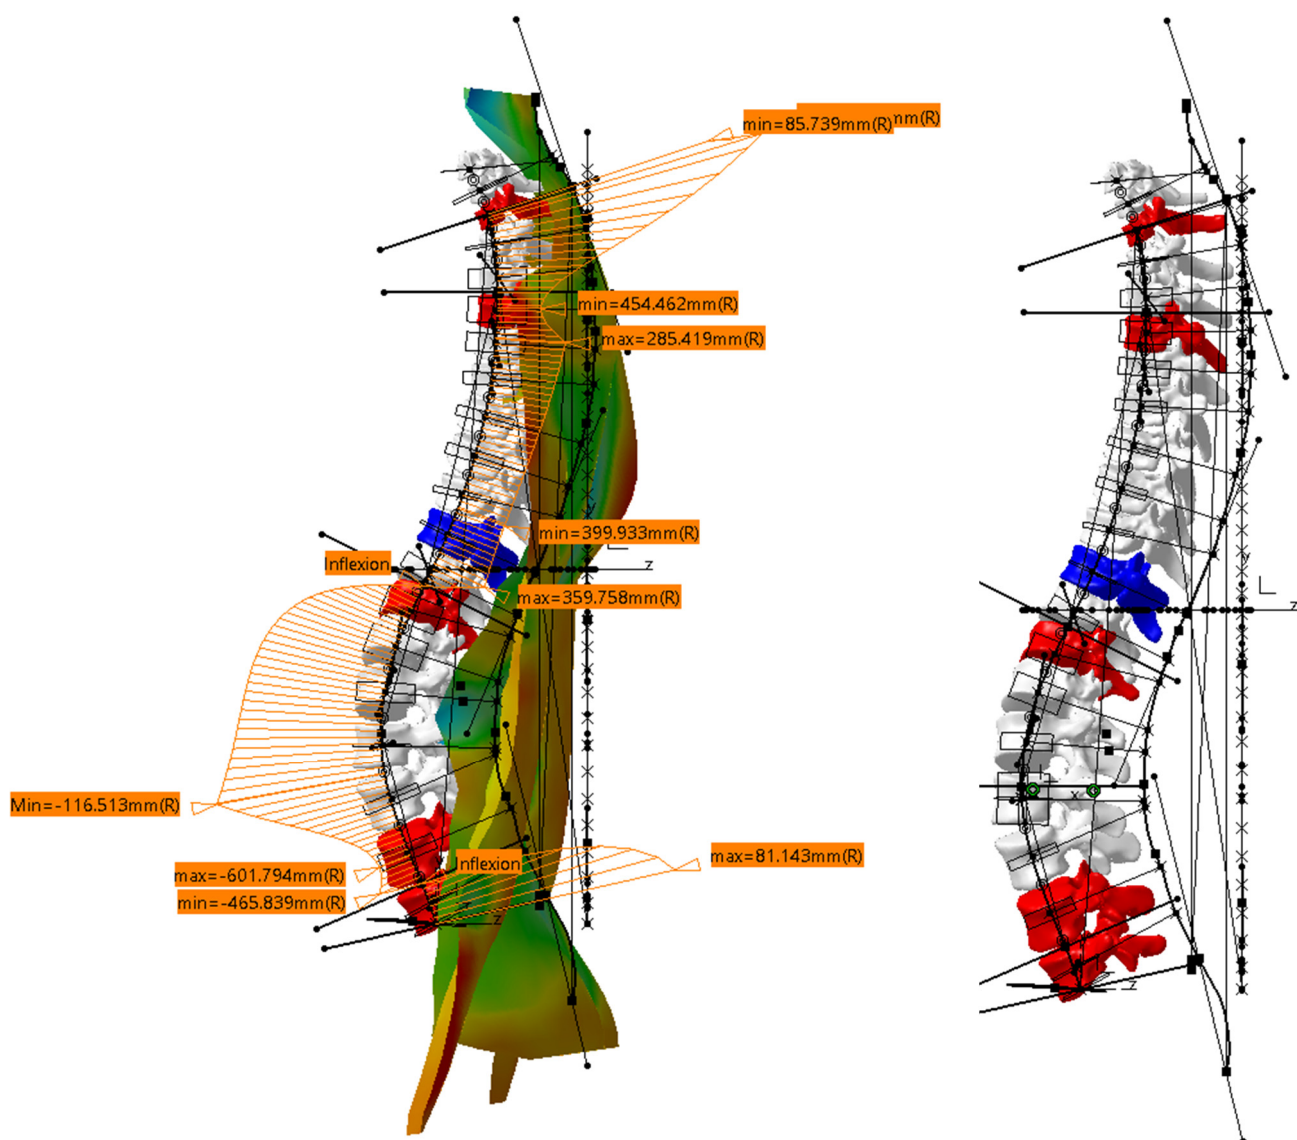 min=85.739mm(R)
nm(R)
min=454.462mm(R)
max=285.419mm(R)
min=399.933mm(R)
Inflexion
z
z
max=359.758mm(R)
Min=-116.513mm(R)
x
max=81.143mm(R)
Inflexion
max=-601.794mm(R)
min=-465.839mm(R)
z
z